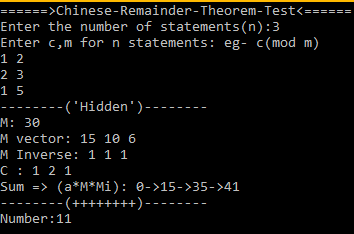 ======>Chinese-Remainder-Theorem-Test<======
Enter the number of statements(n):3
Enter c,m for n statements: eg- c(mod m)
1 2
2 3
1 5
--------('Hidden')--------
M: 30
M vector: 15 10 6
M Inverse: 1 1 1
C : 1 2 1
Sum => (a*M*Mi): 0->15->35->41
--------(++++++++)--------
Number:11